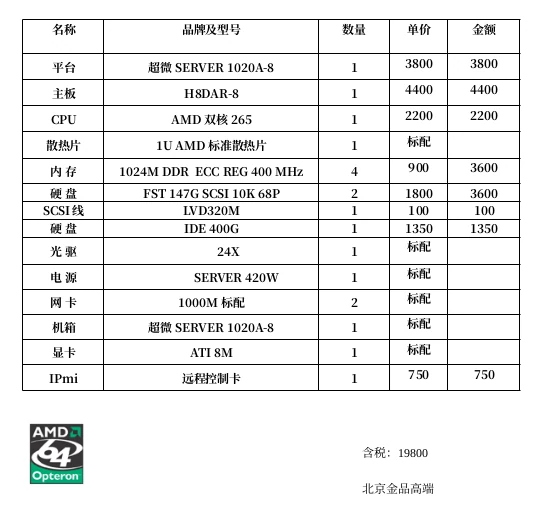 名称 品牌及型号 数量 单价 金额
平台 超微 SERVER 1020A-8 1 3800 3800
主板 H8DAR-8 1 4400 4400
CPU AMD 双核 265 1 2200 2200
散热片 1U AMD 标准散热片 1 标配
内 存 1024M DDR ECC REG 400 MHz 4 900 3600
硬 盘 FST 147G SCSI 10K 68P 2 1800 3600
SCSI 线 LVD320M 1 100 100
硬 盘 IDE 400G 1 1350 1350
光 驱 24X 1 标配
电 源 SERVER 420W 1 标配
网 卡 1000M 标配 2 标配
机箱 超微 SERVER 1020A-8 1 标配
显卡 ATI 8M 1 标配
IPmi 远程控制卡 1 750 750
AMD
64
Opteron
含税：19800
北京金品高端